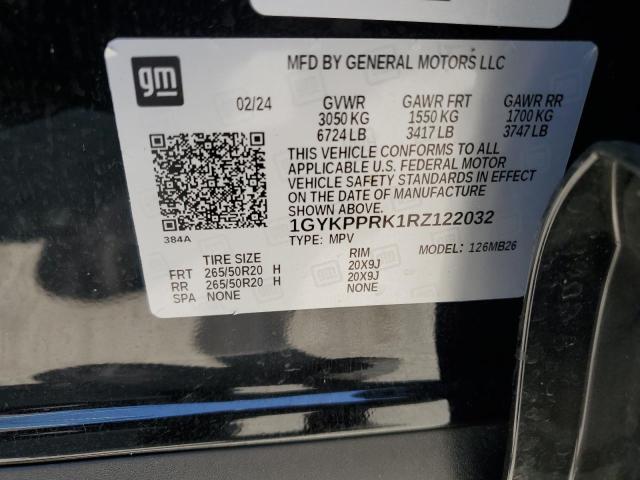 gm
MFD BY GENERAL MOTORS LLC
02/24 GVWR GAWR FRT GAWR RR
3050 KG 1550 KG 1700 KG
6724 LB 3417 LB 3747 LB
THIS VEHICLE CONFORMS TO ALL
APPLICABLE U.S. FEDERAL MOTOR
VEHICLE SAFETY STANDARDS IN EFFECT
ON THE DATE OF MANUFACTURE
SHOWN ABOVE.
1GYKPPRK1RZ122032
TYPE: MPV MODEL: 126MB26
384A
TIRE SIZE RIM
FRT 265/50R20 H 20X9J
RR 265/50R20 H 20X9J
SPA NONE NONE